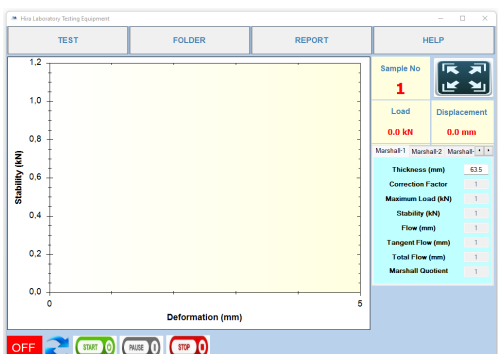 Hira Laboratory Testing Equipment
TEST FOLDER REPORT HELP
Sample No
1
Load Displacement
0.0 kN 0.0 mm
Marshall-1 Marshall-2 Marshall-
Thickness (mm) 63.5
Correction Factor 1
Maximum Load (kN) 1
Stability (kN) 1
Flow (mm) 1
Tangent Flow (mm) 1
Total Flow (mm) 1
Marshall Quotient 1
Stability (kN)
1,2
1,0
0,8
0,6
0,4
0,2
0,0
0 5
Deformation (mm)
OFF START PAUSE STOP